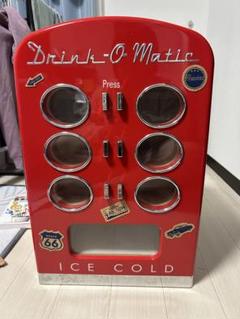 Drink-O-Matic
Press
66
ICE COLD